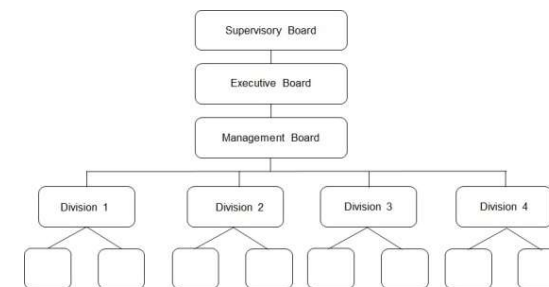 Supervisory Board
Executive Board
Management Board
Division 1
Division 2
Division 3
Division 4